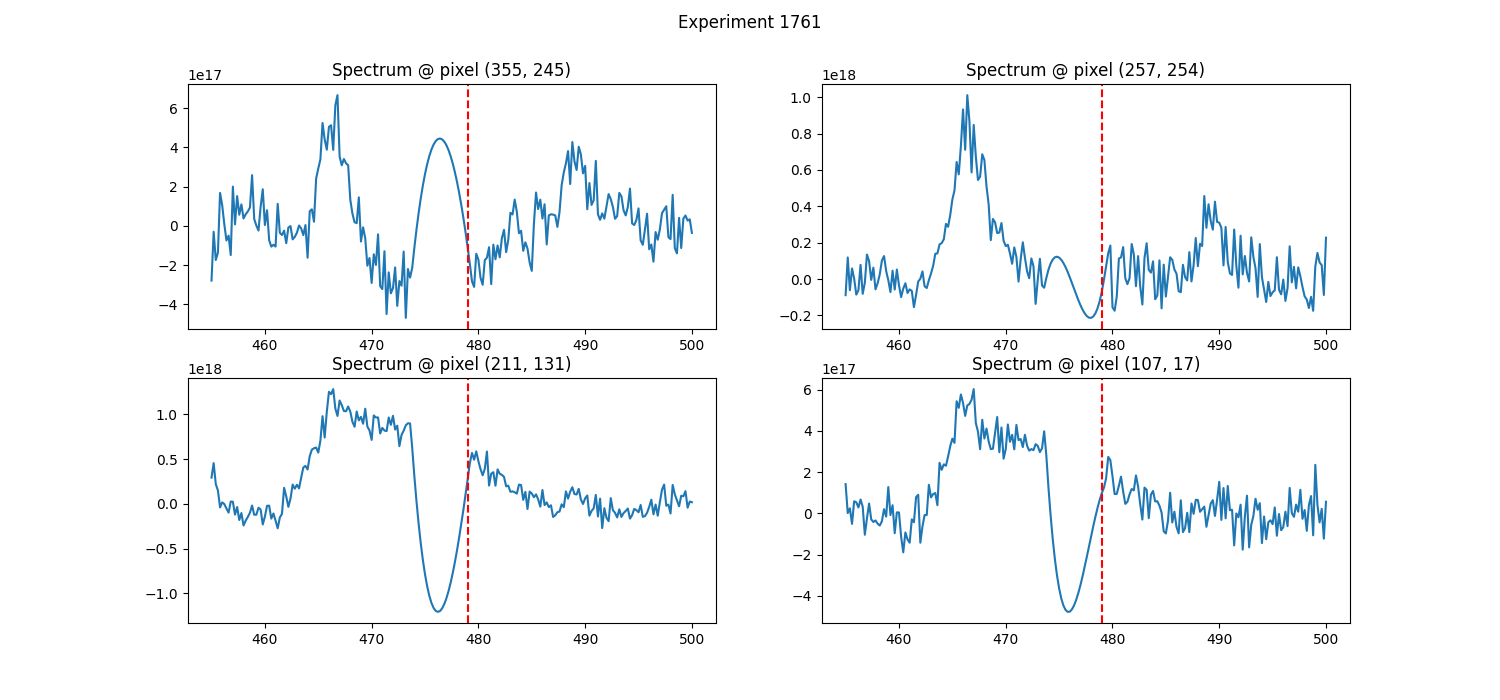 Experiment 1761
Spectrum @ pixel (355, 245)
1e17
6
4
2
0
−2
−4
460 470 480 490 500
Spectrum @ pixel (257, 254)
1e18
1.0
0.8
0.6
0.4
0.2
0.0
−0.2
460 470 480 490 500
Spectrum @ pixel (211, 131)
1e18
1.0
0.5
0.0
−0.5
−1.0
460 470 480 490 500
Spectrum @ pixel (107, 17)
1e17
6
4
2
0
−2
−4
460 470 480 490 500